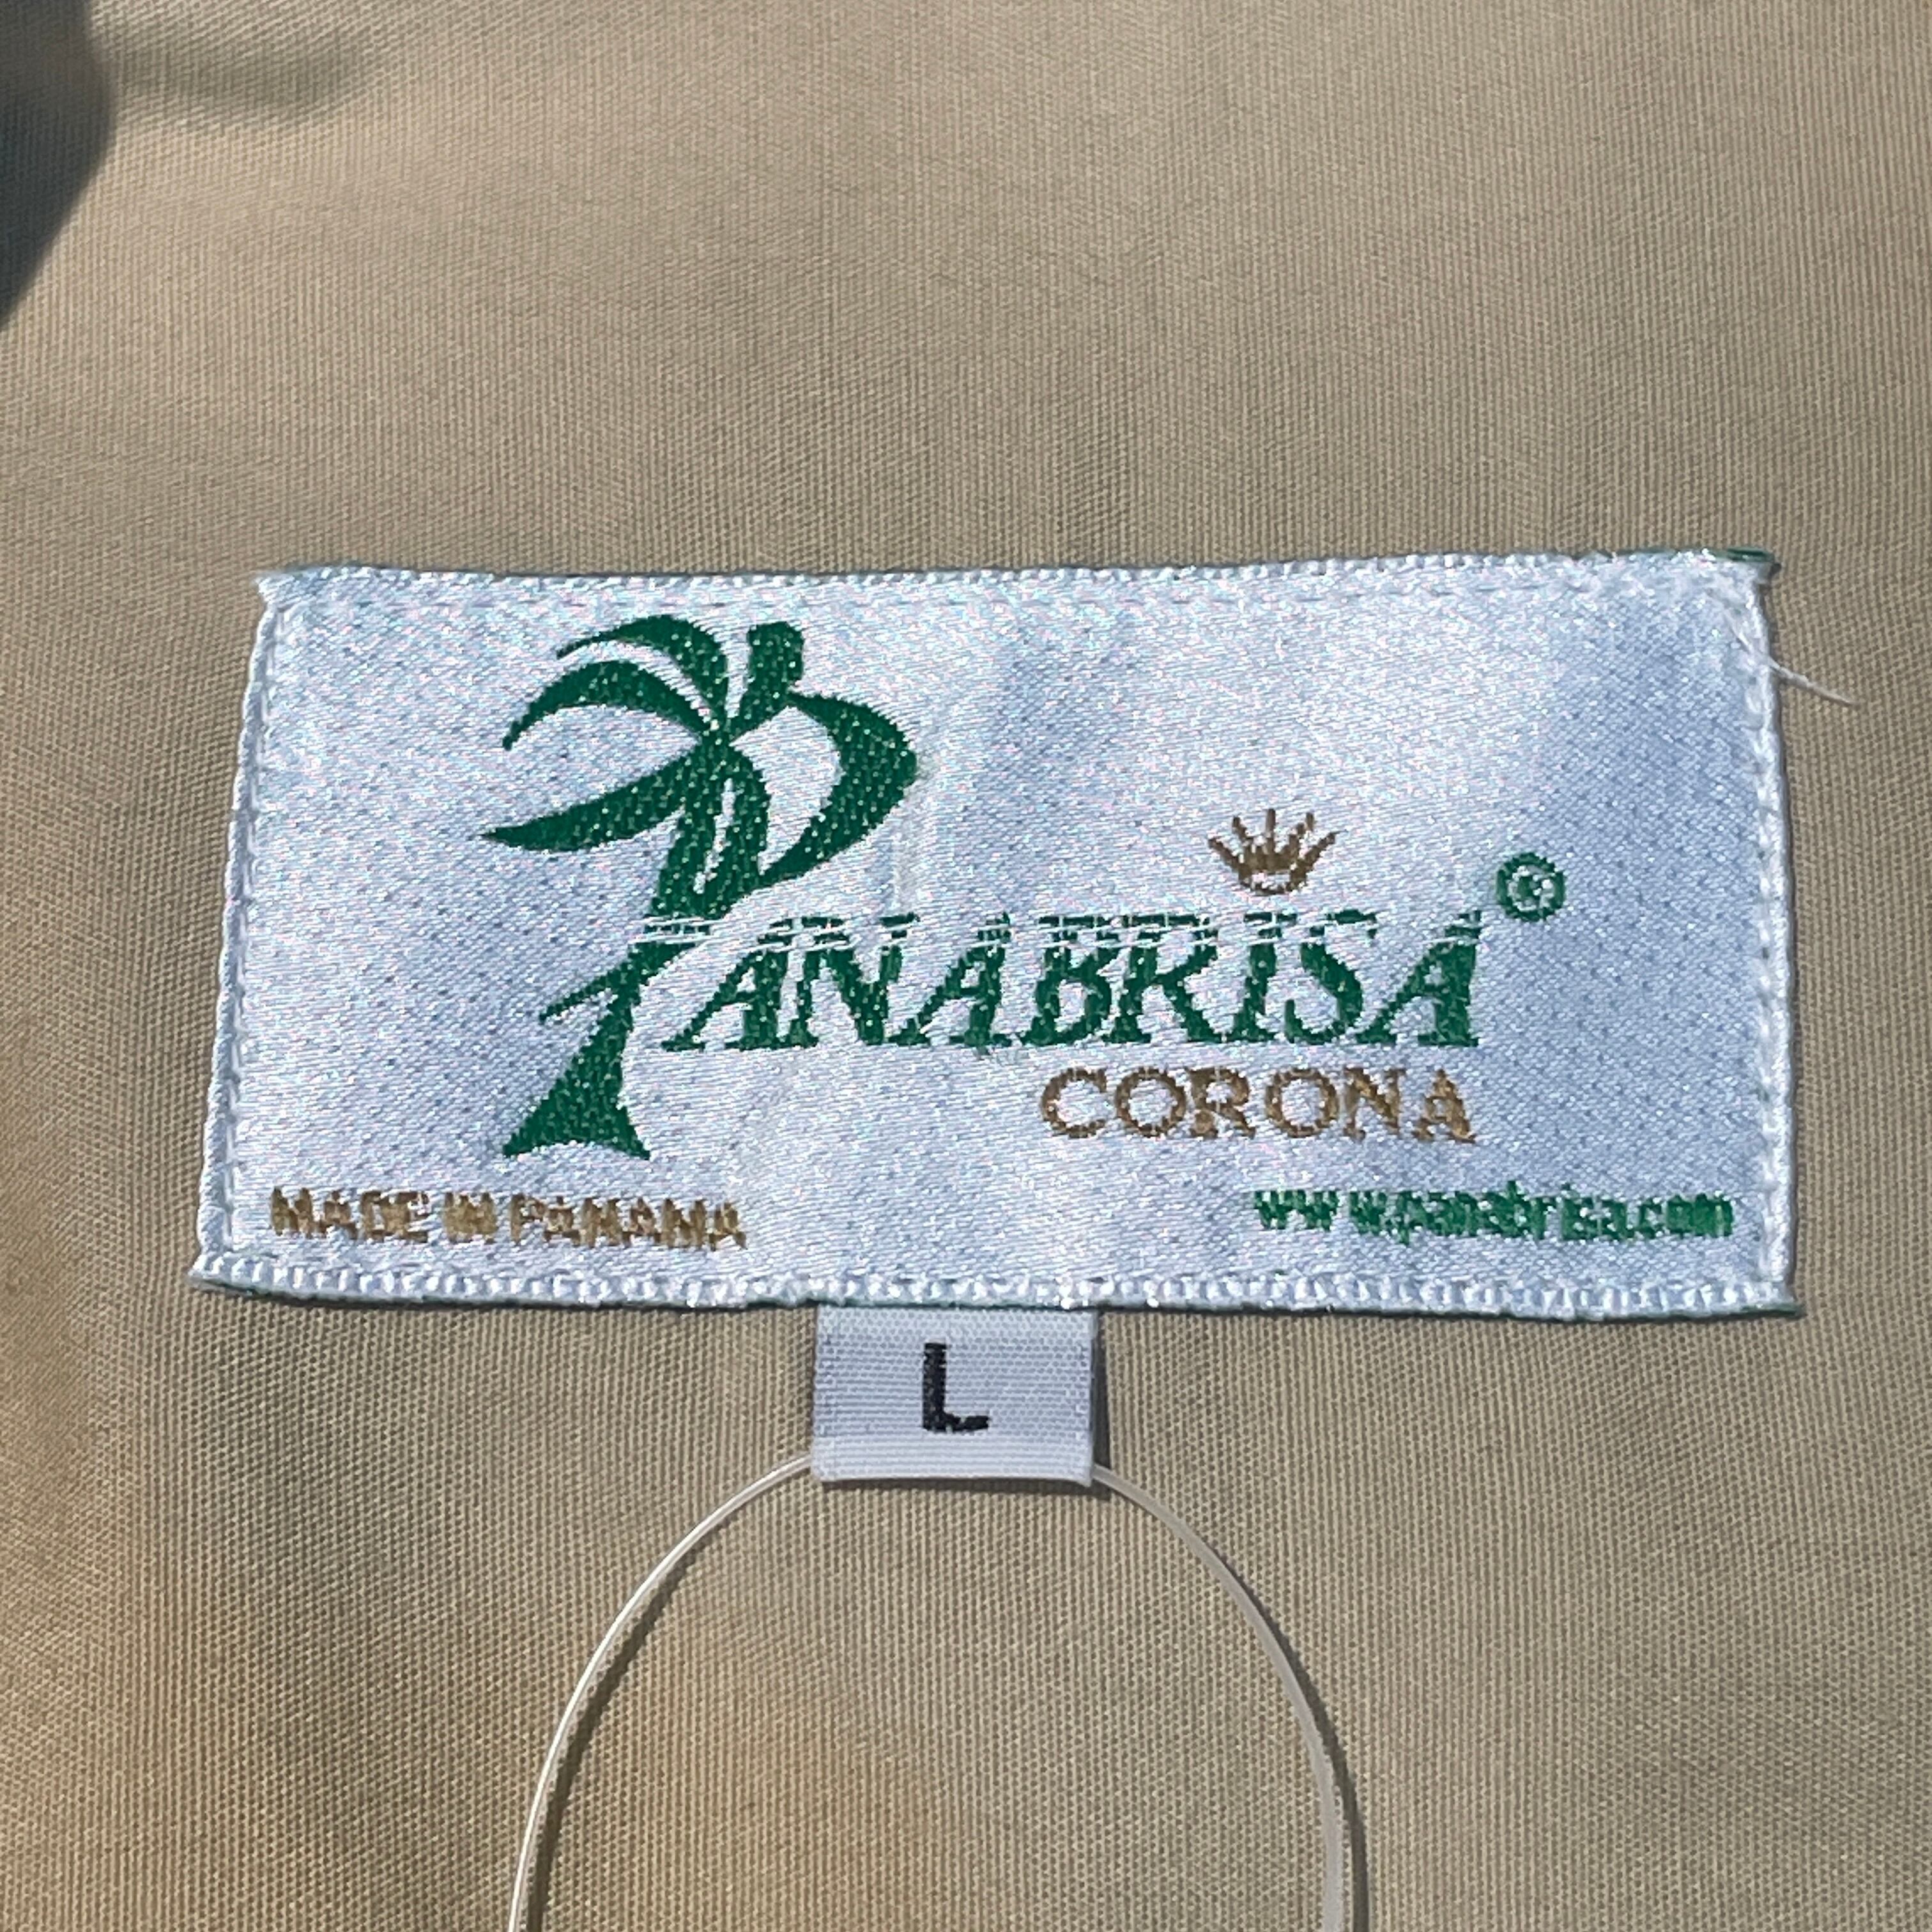 PANABRISA®
CORONA
MADE IN PANAMA
www.panabrisa.com
L